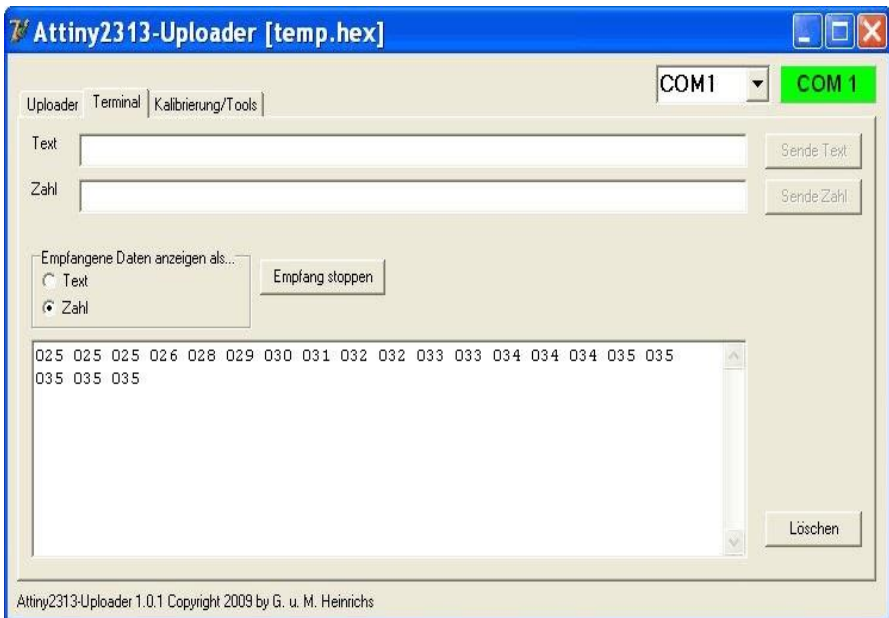 Attiny2313-Uploader [temp.hex]
COM1
COM 1
Uploader Terminal Kalibrierung/Tools
Text
Sende Text
Zahl
Sende Zahl
Empfangene Daten anzeigen als...
Text
Zahl
Empfang stoppen
025 025 025 026 028 029 030 031 032 032 033 033 034 034 034 035 035
035 035 035
Löschen
Attiny2313-Uploader 1.0.1 Copyright 2009 by G. u. M. Heinrichs